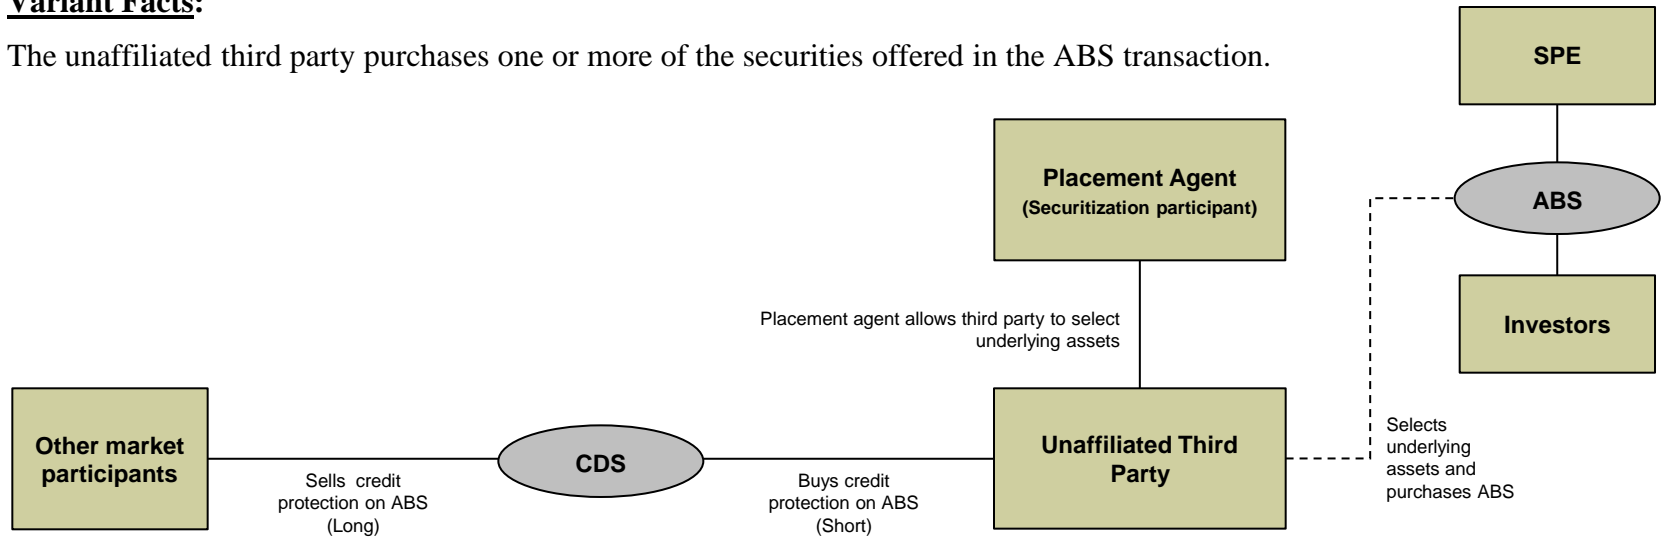 Variant Facts:
The unaffiliated third party purchases one or more of the securities offered in the ABS transaction.
SPE
Placement Agent
(Securitization participant)
ABS
Placement agent allows third party to select
underlying assets
Investors
Other market
participants
Sells credit
protection on ABS
(Long)
CDS
Buys credit
protection on ABS
(Short)
Unaffiliated Third
Party
Selects
underlying
assets and
purchases ABS